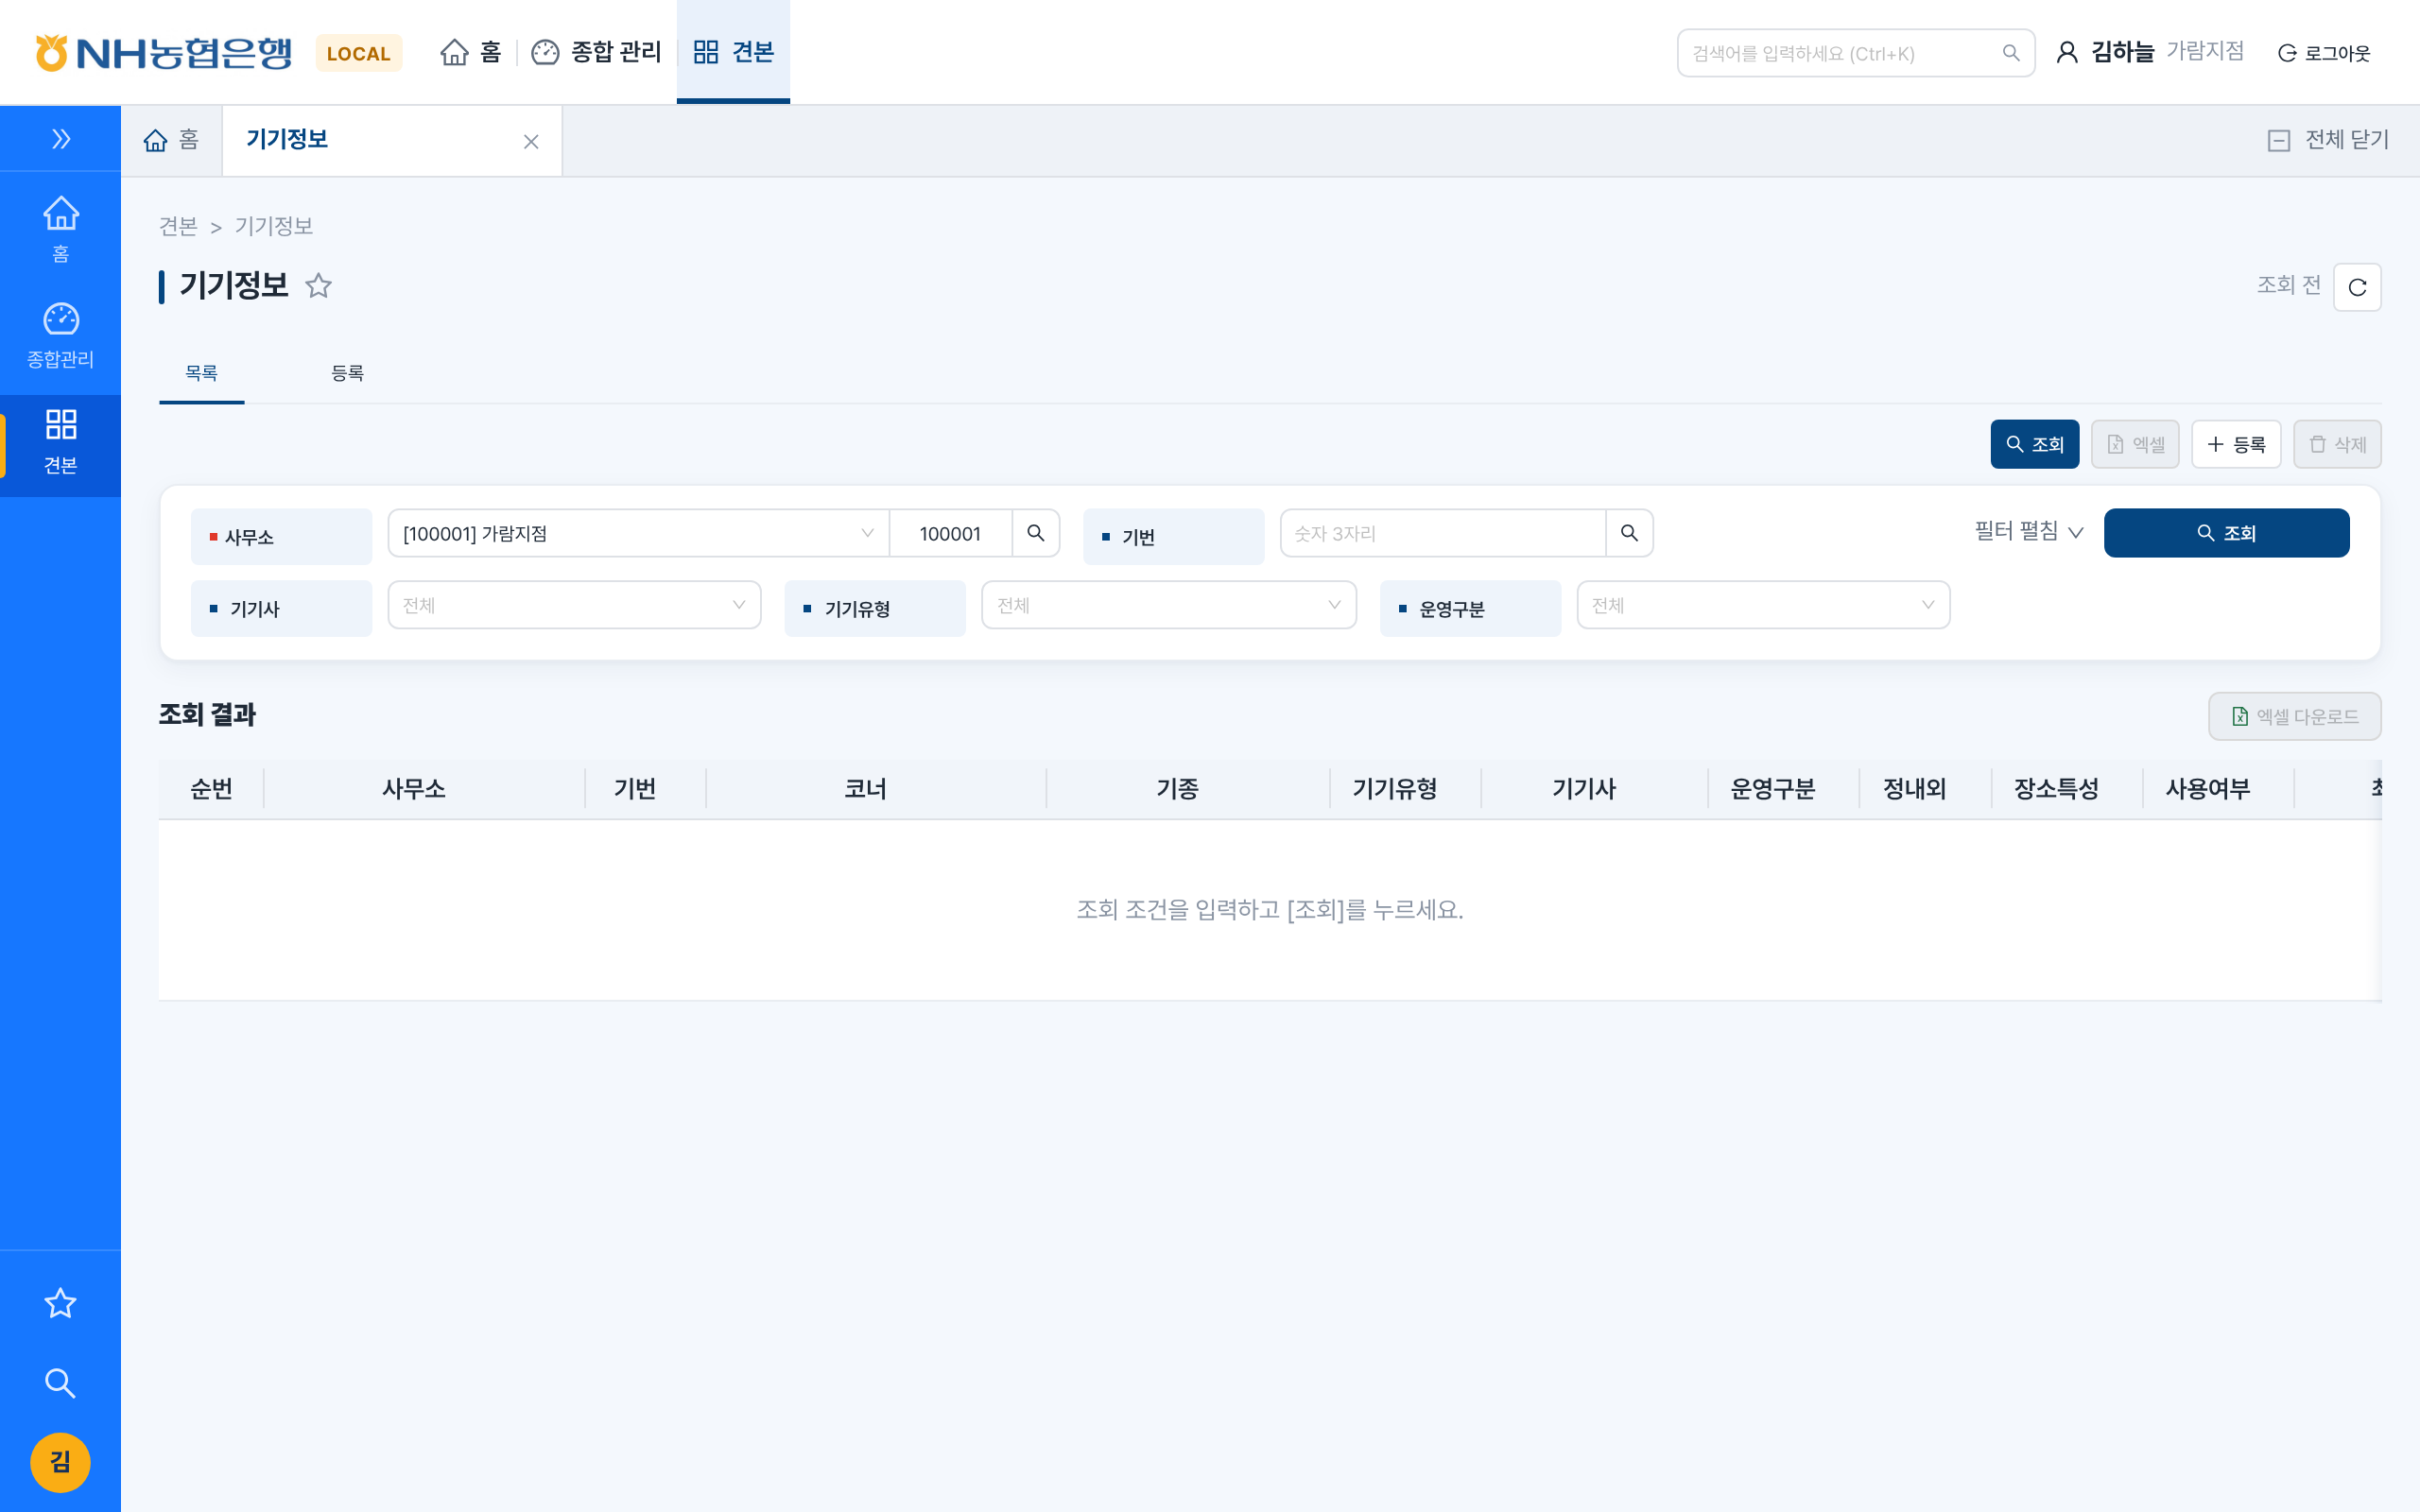 NH농협은행 LOCAL 홈 종합 관리 견본 검색어를 입력하세요 (Ctrl+K) 김하늘 가람지점 로그아웃
홈 기기정보 전체 닫기
홈
종합관리
견본
견본 > 기기정보
기기정보 조회 전
목록 등록
조회 엑셀 등록 삭제
사무소 [100001] 가람지점 100001 기번 숫자 3자리 필터 펼침 조회
기기사 전체 기기유형 전체 운영구분 전체
조회 결과 엑셀 다운로드
순번 사무소 기번 코너 기종 기기유형 기기사 운영구분 정내외 장소특성 사용여부
조회 조건을 입력하고 [조회]를 누르세요.
김